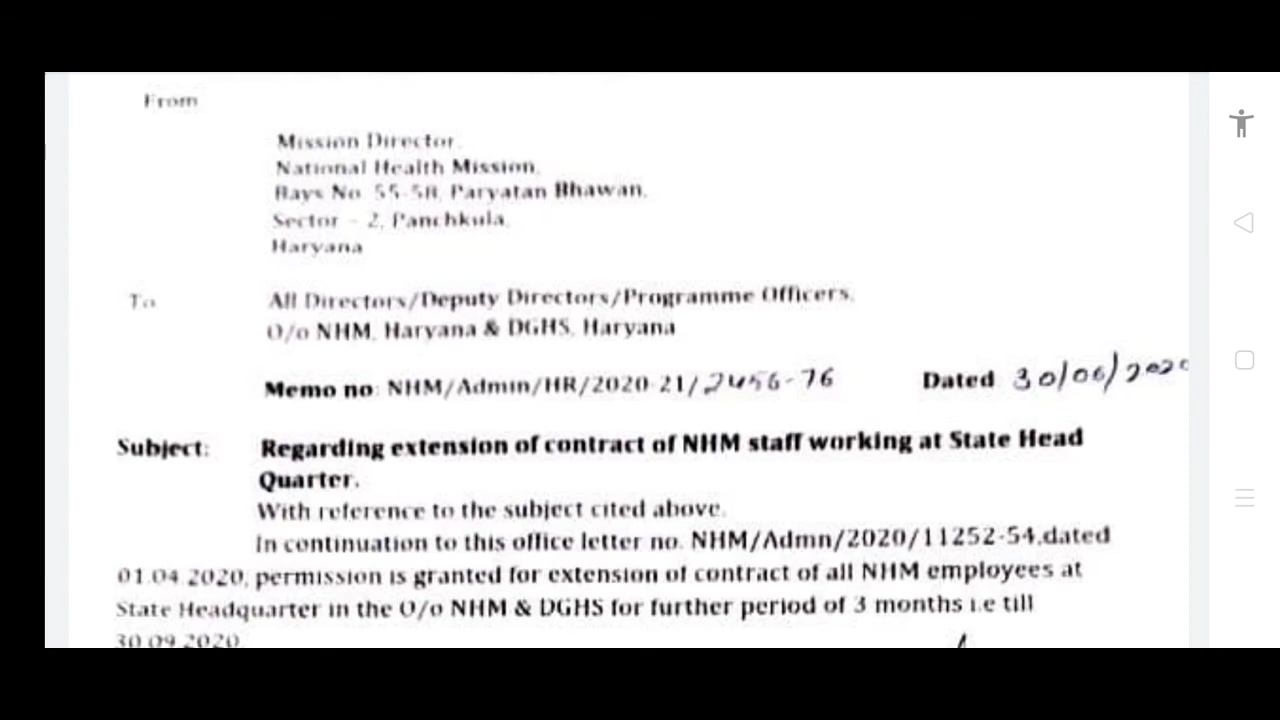 From
Mission Director,
National Health Mission,
Bays No. 55-58, Paryatan Bhawan,
Sector - 2, Panchkula,
Haryana
To
All Directors/Deputy Directors/Programme Officers,
O/o NHM, Haryana & DGHS, Haryana
Memo no: NHM/Admin/HR/2020-21/2456-76 Dated 30/06/2020
Subject: Regarding extension of contract of NHM staff working at State Head
Quarter.
With reference to the subject cited above.
In continuation to this office letter no. NHM/Admn/2020/11252-54,dated
01.04.2020, permission is granted for extension of contract of all NHM employees at
State Headquarter in the O/o NHM & DGHS for further period of 3 months i.e till
30.09.2020.